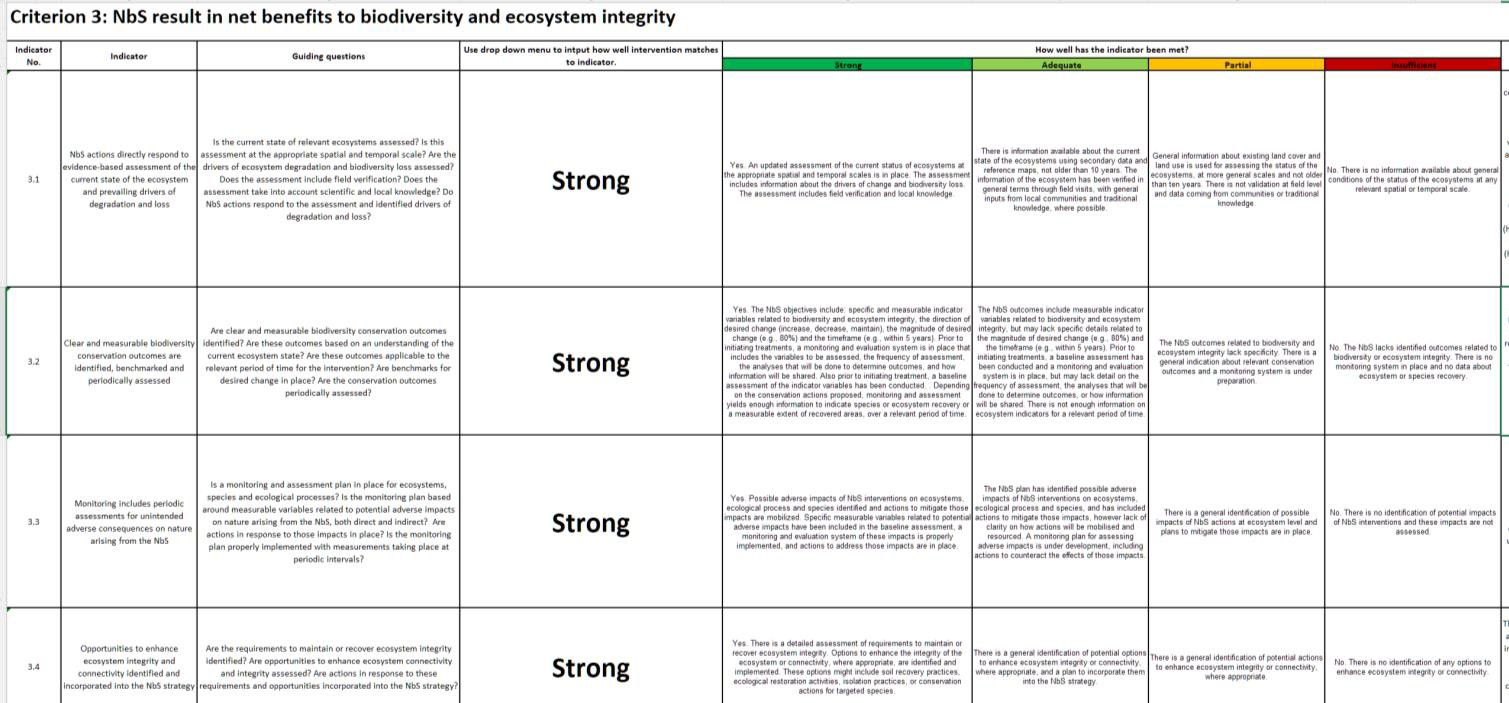 Criterion 3: NbS result in net benefits to biodiversity and ecosystem integrity
Indicator
No.
Indicator
Guiding questions
Use drop down menu to intput how well intervention matches
to indicator.
How well has the indicator been met?
Strong
Adequate
Partial
Insufficient
3.1
NbS actions directly respond to
evidence-based assessment of the
current state of the ecosystem
and prevailing drivers of
degradation and loss
Is the current state of relevant ecosystems assessed? Is this
assessment at the appropriate spatial and temporal scale? Are the
drivers of ecosystem degradation and biodiversity loss assessed?
Does the assessment include field verification? Does the
assessment take into account scientific and local knowledge? Do
NbS actions respond to the assessment and identified drivers of
degradation and loss?
Strong
Yes. An updated assessment of the current status of ecosystems at
the appropriate spatial and temporal scales is in place. The assessment
includes information about the drivers of change and biodiversity loss.
The assessment includes field verification and local knowledge.
There is information available about the current
state of the ecosystems using secondary data and
reference maps, not older than 10 years. The
information of the ecosystem has been verified in
general terms through field visits, with general
inputs from local communities and traditional
knowledge, where possible.
General information about existing land cover and
land use is used for assessing the status of the
ecosystems, at more general scales and not older
than ten years. There is not validation at field level
and data coming from communities or traditional
knowledge.
No. There is no information available about general
conditions of the status of the ecosystems at any
relevant spatial or temporal scale.
3.2
Clear and measurable biodiversity
conservation outcomes are
identified, benchmarked and
periodically assessed
Are clear and measurable biodiversity conservation outcomes
identified? Are these outcomes based on an understanding of the
current ecosystem state? Are these outcomes applicable to the
relevant period of time for the intervention? Are benchmarks for
desired change in place? Are the conservation outcomes
periodically assessed?
Strong
Yes. The NbS objectives include: specific and measurable indicator
variables related to biodiversity and ecosystem integrity, the direction of
desired change (increase, decrease, maintain), the magnitude of desired
change (e.g., 80%) and the timeframe (e.g., within 5 years). Prior to
initiating treatments, a monitoring and evaluation system is in place that
includes the variables to be assessed, the frequency of assessment,
the analyses that will be done to determine outcomes, and how
information will be shared. Also prior to initiating treatment, a baseline
assessment of the indicator variables has been conducted. . Depending
on the conservation actions proposed, monitoring and assessment
yields enough information to indicate species or ecosystem recovery or
a measurable extent of recovered areas, over a relevant period of time.
The NbS outcomes include measurable indicator
variables related to biodiversity and ecosystem
integrity, but may lack specific details related to
the magnitude of desired change (e.g., 80%) and
the timeframe (e.g., within 5 years). Prior to
initiating treatments, a baseline assessment has
been conducted and a monitoring and evaluation
system is in place, but may lack detail on the
frequency of assessment, the analyses that will be
done to determine outcomes, or how information
will be shared. There is not enough information on
ecosystem indicators for a relevant period of time.
The NbS outcomes related to biodiversity and
ecosystem integrity lack specificity. There is a
general indication about relevant conservation
outcomes and a monitoring system is under
preparation.
No. The NbS lacks identified outcomes related to
biodiversity or ecosystem integrity. There is no
monitoring system in place and no data about
ecosystem or species recovery.
3.3
Monitoring includes periodic
assessments for unintended
adverse consequences on nature
arising from the NbS
Is a monitoring and assessment plan in place for ecosystems,
species and ecological processes? Is the monitoring plan based
around measurable variables related to potential adverse impacts
on nature arising from the NbS, both direct and indirect? Are
actions in response to those impacts in place? Is the monitoring
plan properly implemented with measurements taking place at
periodic intervals?
Strong
Yes. Possible adverse impacts of NbS interventions on ecosystems,
ecological process and species identified and actions to mitigate those
impacts are mobilized. Specific measurable variables related to potential
adverse impacts have been included in the baseline assessment, a
monitoring and evaluation system of these impacts is properly
implemented, and actions to address those impacts are in place.
The NbS plan has identified possible adverse
impacts of NbS interventions on ecosystems,
ecological process and species, and has included
actions to mitigate those impacts, however lack of
clarity on how actions will be mobilised and
resourced. A monitoring plan for assessing
adverse impacts is under development, including
actions to counteract the effects of those impacts.
There is a general identification of possible
impacts of NbS actions at ecosystem level and
plans to mitigate those impacts are in place.
No. There is no identification of potential impacts
of NbS interventions and these impacts are not
assessed.
3.4
Opportunities to enhance
ecosystem integrity and
connectivity identified and
incorporated into the NbS strategy
Are the requirements to maintain or recover ecosystem integrity
identified? Are opportunities to enhance ecosystem connectivity
and integrity assessed? Are actions in response to these
requirements and opportunities incorporated into the NbS strategy?
Strong
Yes. There is a detailed assessment of requirements to maintain or
recover ecosystem integrity. Options to enhance the integrity of the
ecosystem or connectivity, where appropriate, are identified and
implemented. These options might include soil recovery practices,
ecological restoration activities, isolation practices, or conservation
actions for targeted species.
There is a general identification of potential options
to enhance ecosystem integrity or connectivity,
where appropriate, and a plan to incorporate them
into the NbS strategy.
There is a general identification of potential actions
to enhance ecosystem integrity or connectivity,
where appropriate.
No. There is no identification of any options to
enhance ecosystem integrity or connectivity.